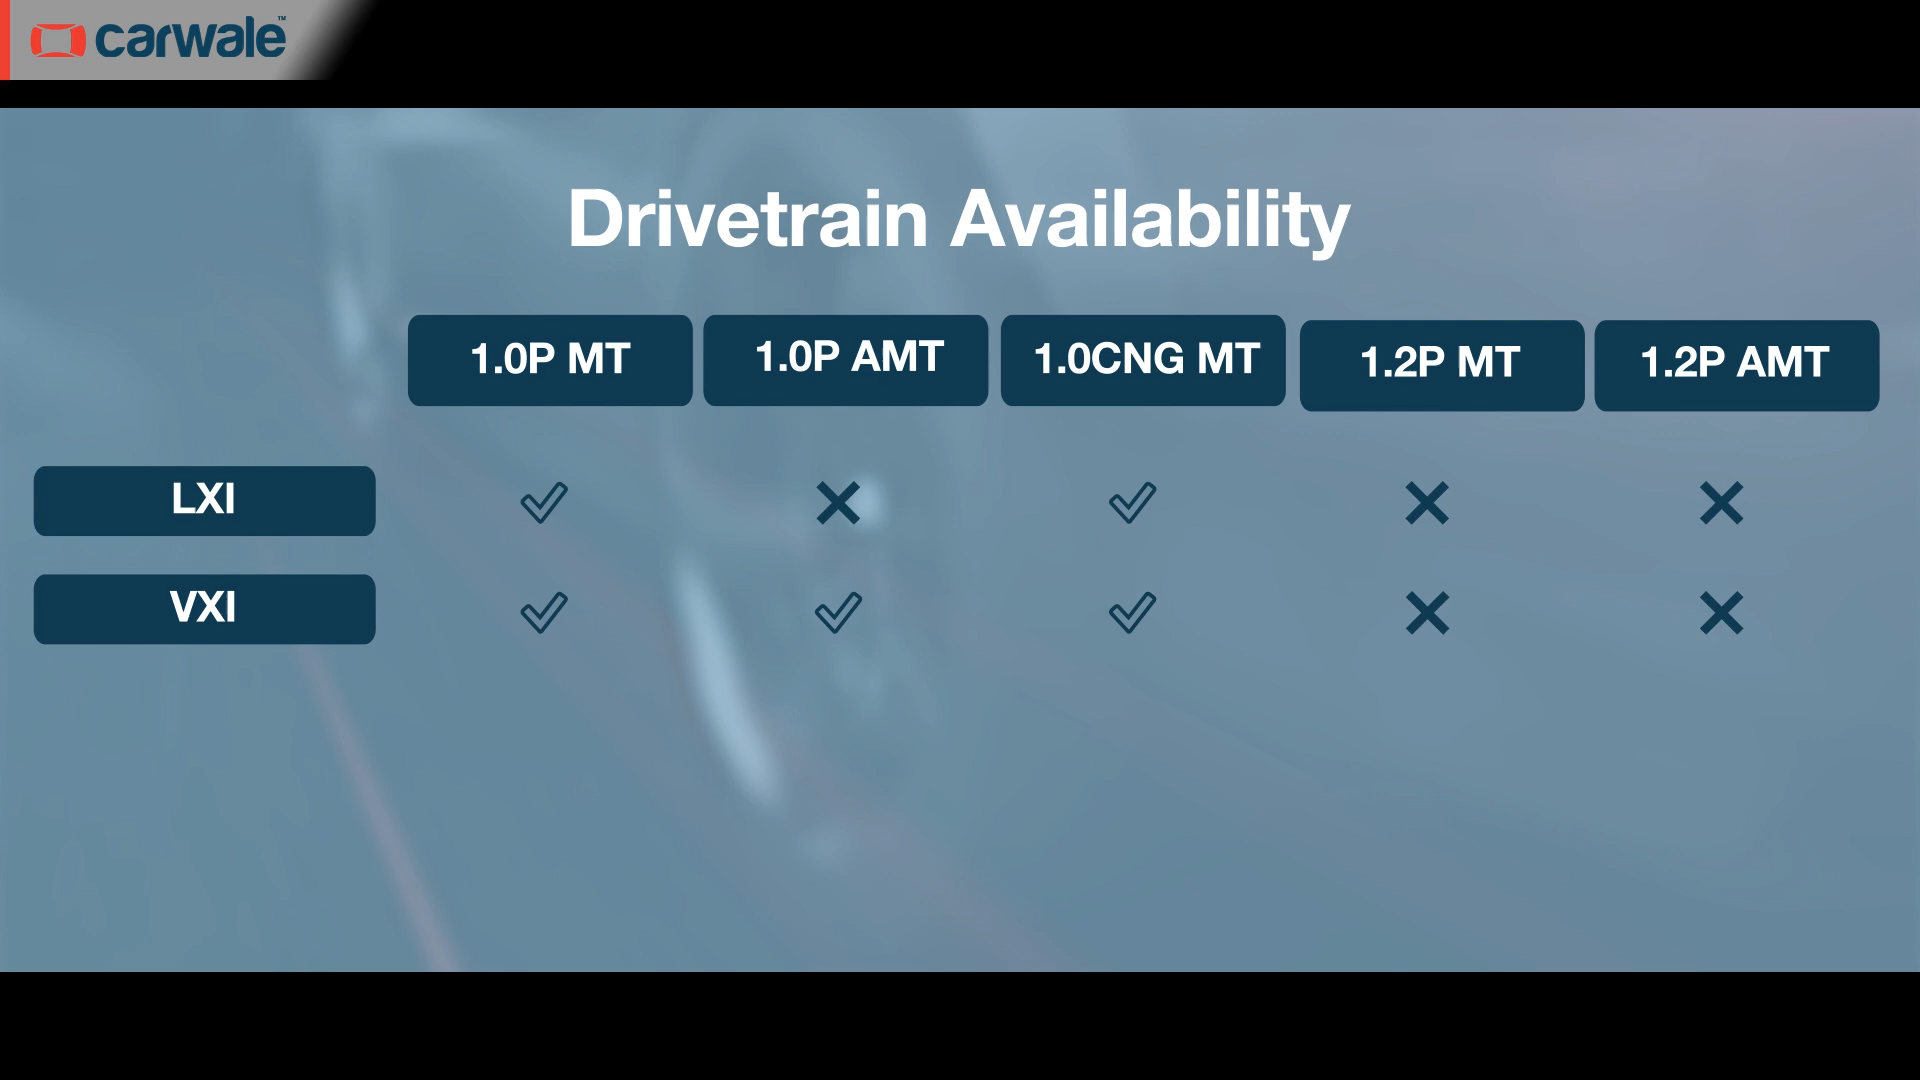 carwale™
Drivetrain Availability
1.0P MT 1.0P AMT 1.0CNG MT 1.2P MT 1.2P AMT
LXI
VXI